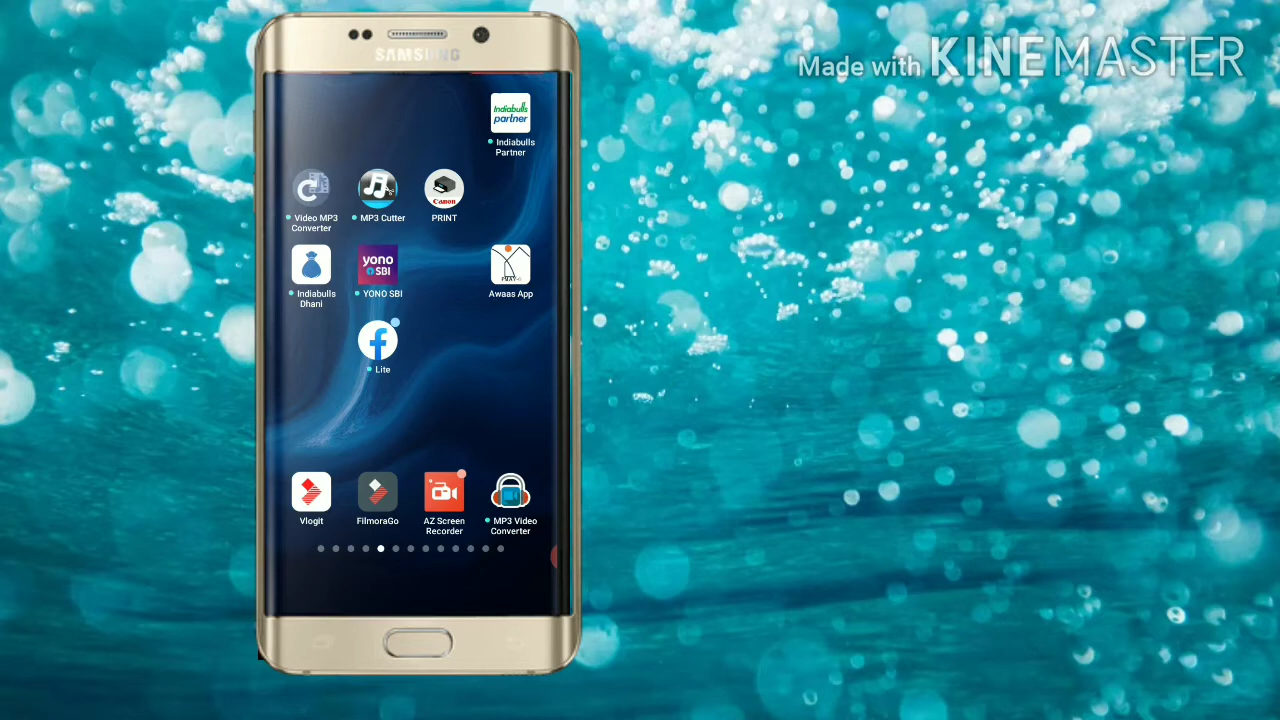 Made with KINEMASTER
SAMSUNG
Indiabulls
partner
Indiabulls
Partner
Canon
Video MP3
Converter
MP3 Cutter
PRINT
yono
SBI
PMAY-G
Indiabulls
Dhani
YONO SBI
Awaas App
Lite
Vlogit
FilmoraGo
AZ Screen
Recorder
MP3 Video
Converter